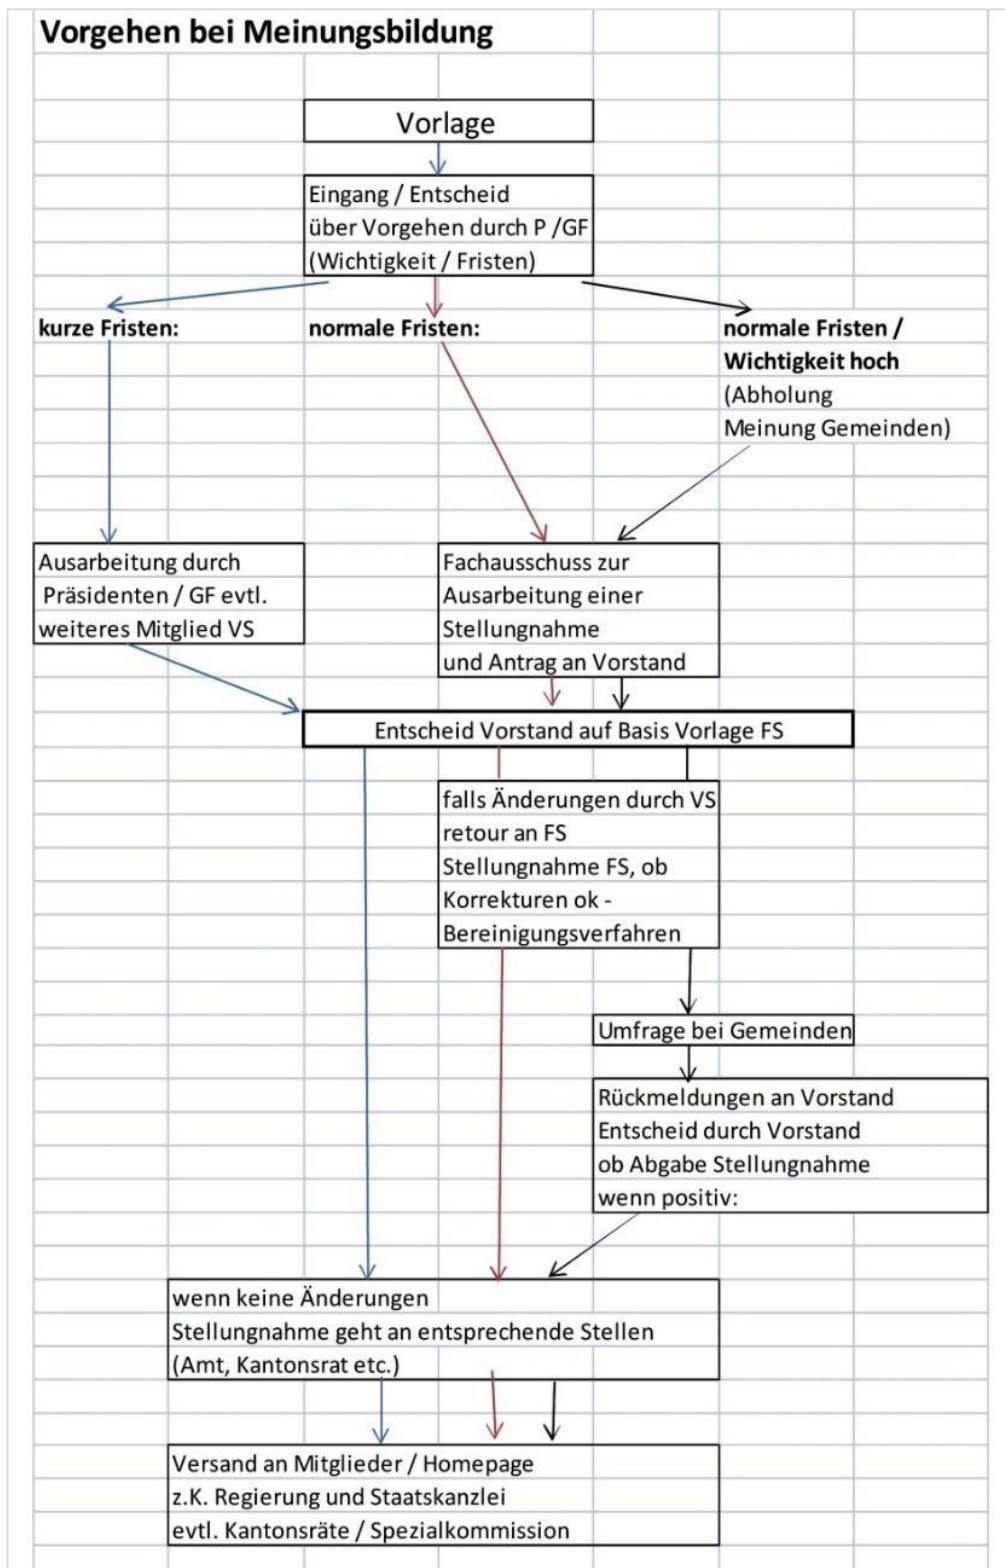 Vorgehen bei Meinungsbildung
Vorlage
Eingang / Entscheid
über Vorgehen durch P /GF
(Wichtigkeit / Fristen)
kurze Fristen:
normale Fristen:
normale Fristen /
Wichtigkeit hoch
(Abholung
Meinung Gemeinden)
Ausarbeitung durch
Präsidenten / GF evtl.
weiteres Mitglied VS
Fachausschuss zur
Ausarbeitung einer
Stellungnahme
und Antrag an Vorstand
Entscheid Vorstand auf Basis Vorlage FS
falls Änderungen durch VS
retour an FS
Stellungnahme FS, ob
Korrekturen ok -
Bereinigungsverfahren
Umfrage bei Gemeinden
Rückmeldungen an Vorstand
Entscheid durch Vorstand
ob Abgabe Stellungnahme
wenn positiv:
wenn keine Änderungen
Stellungnahme geht an entsprechende Stellen
(Amt, Kantonsrat etc.)
Versand an Mitglieder / Homepage
z.K. Regierung und Staatskanzlei
evtl. Kantonsräte / Spezialkommission